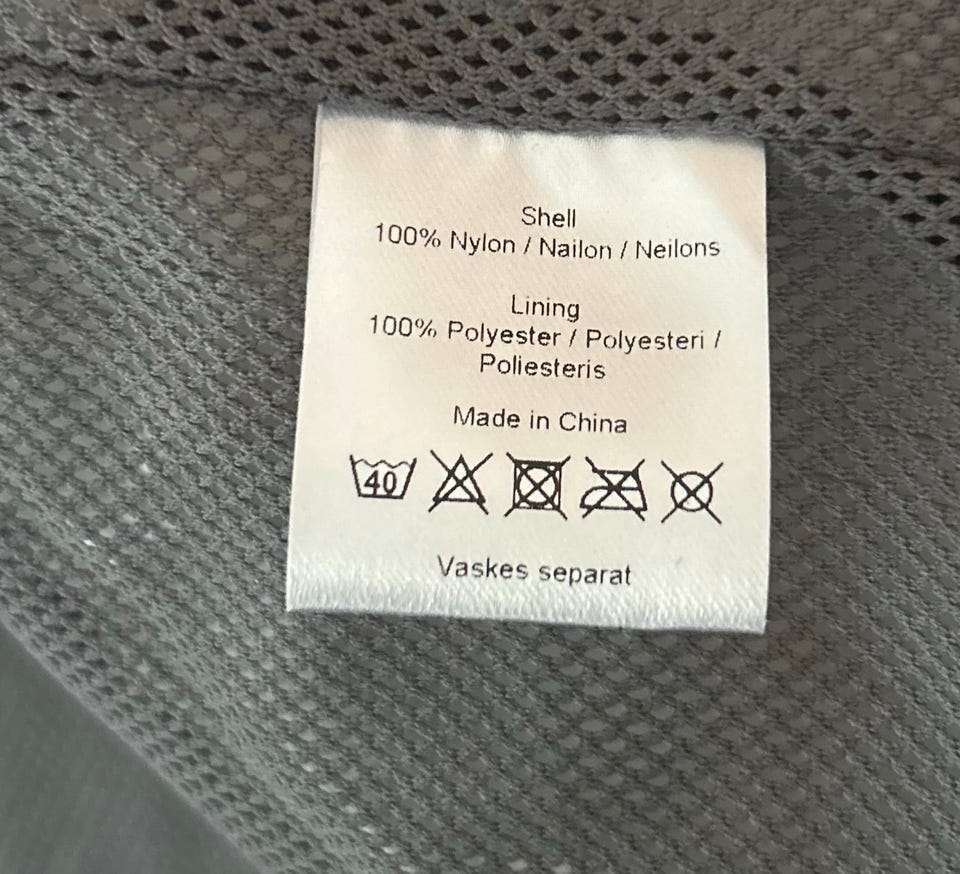 Shell
100% Nylon / Nailon / Neilons
Lining
100% Polyester / Polyesteri /
Poliesteris
Made in China
40
Vaskes separat